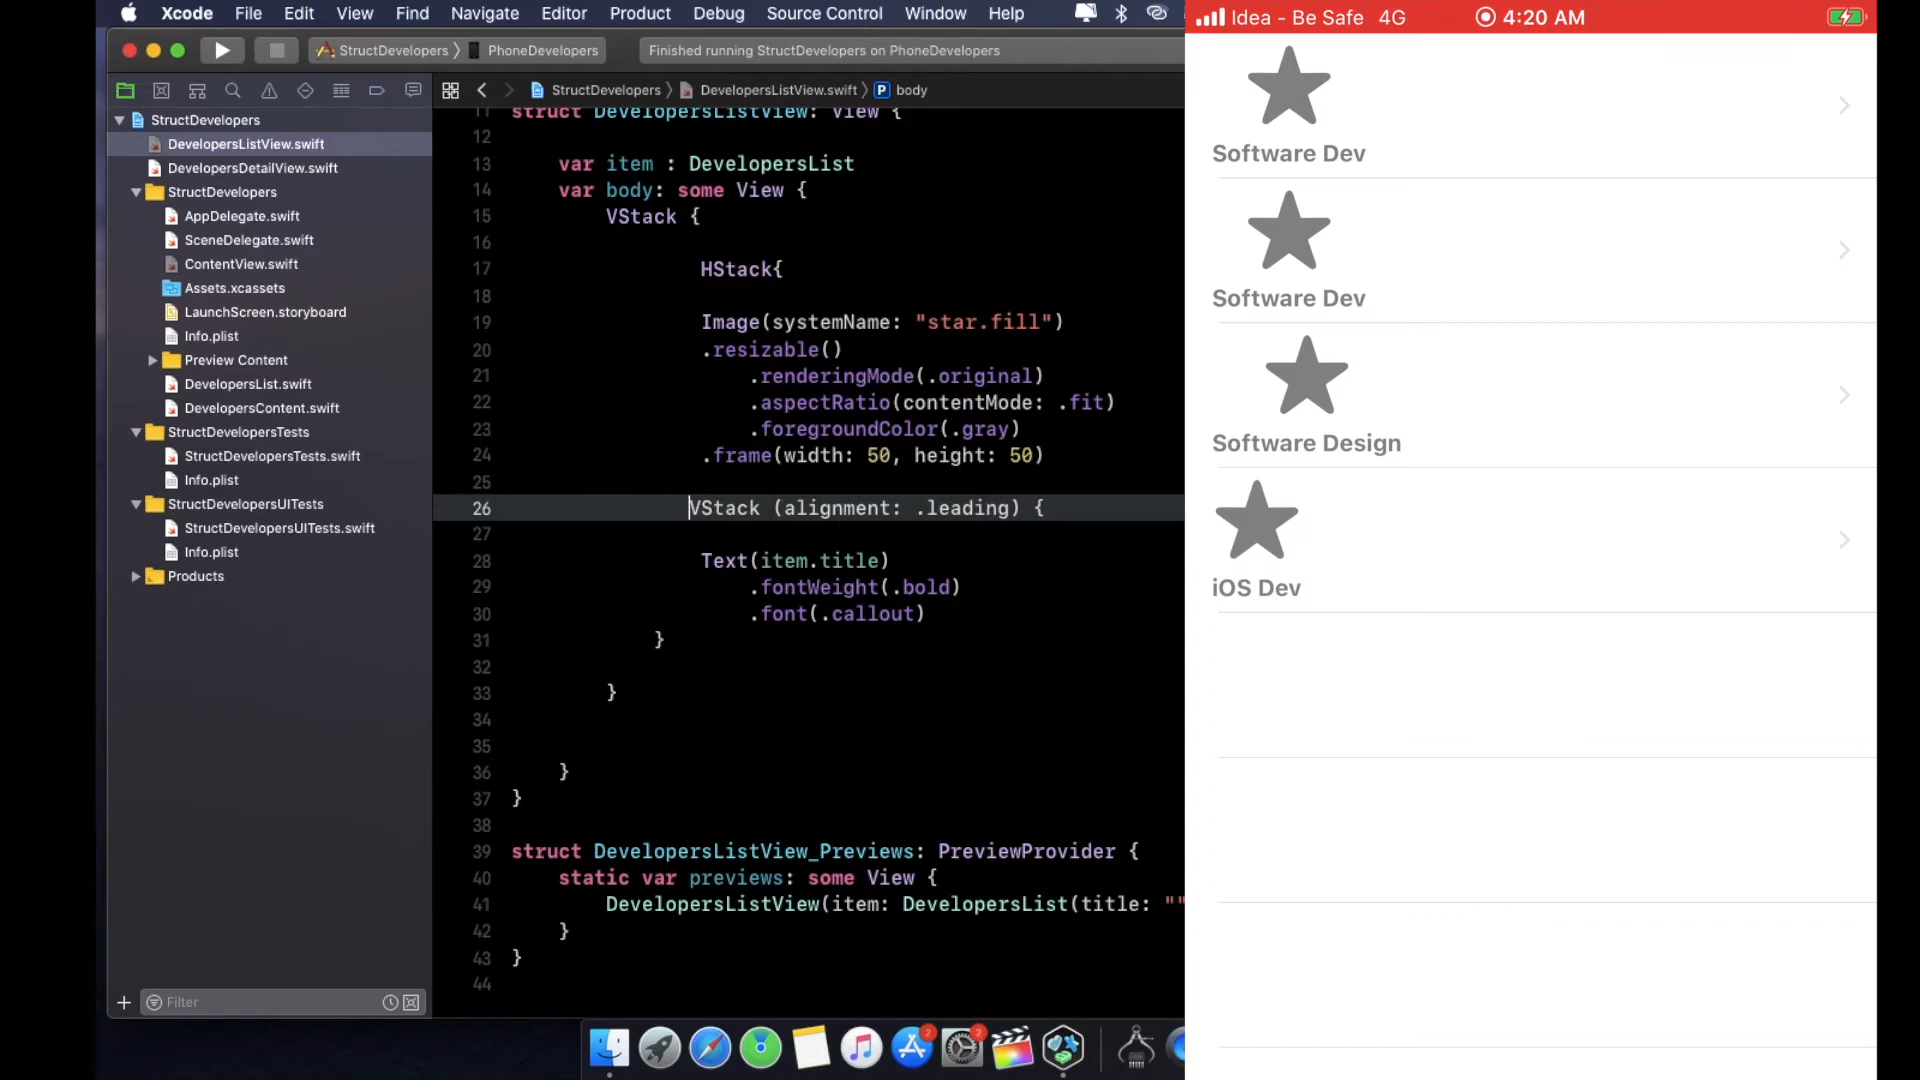 Xcode File Edit View Find Navigate Editor Product Debug Source Control Window Help
StructDevelopers PhoneDevelopers Finished running StructDevelopers on PhoneDevelopers
StructDevelopers DevelopersListView.swift P body
StructDevelopers
DevelopersListView.swift
DevelopersDetailView.swift
StructDevelopers
AppDelegate.swift
SceneDelegate.swift
ContentView.swift
Assets.xcassets
LaunchScreen.storyboard
Info.plist
Preview Content
DevelopersList.swift
DevelopersContent.swift
StructDevelopersTests
StructDevelopersTests.swift
Info.plist
StructDevelopersUITests
StructDevelopersUITests.swift
Info.plist
Products
Filter
11 struct DevelopersListView: View {
12
13 var item : DevelopersList
14 var body: some View {
15 VStack {
16
17 HStack{
18
19 Image(systemName: "star.fill")
20 .resizable()
21 .renderingMode(.original)
22 .aspectRatio(contentMode: .fit)
23 .foregroundColor(.gray)
24 .frame(width: 50, height: 50)
25
26 VStack (alignment: .leading) {
27
28 Text(item.title)
29 .fontWeight(.bold)
30 .font(.callout)
31 }
32
33 }
34
35
36 }
37 }
38
39 struct DevelopersListView_Previews: PreviewProvider {
40 static var previews: some View {
41 DevelopersListView(item: DevelopersList(title: ""
42 }
43 }
44
2
2
Idea - Be Safe 4G 4:20 AM
Software Dev
Software Dev
Software Design
iOS Dev